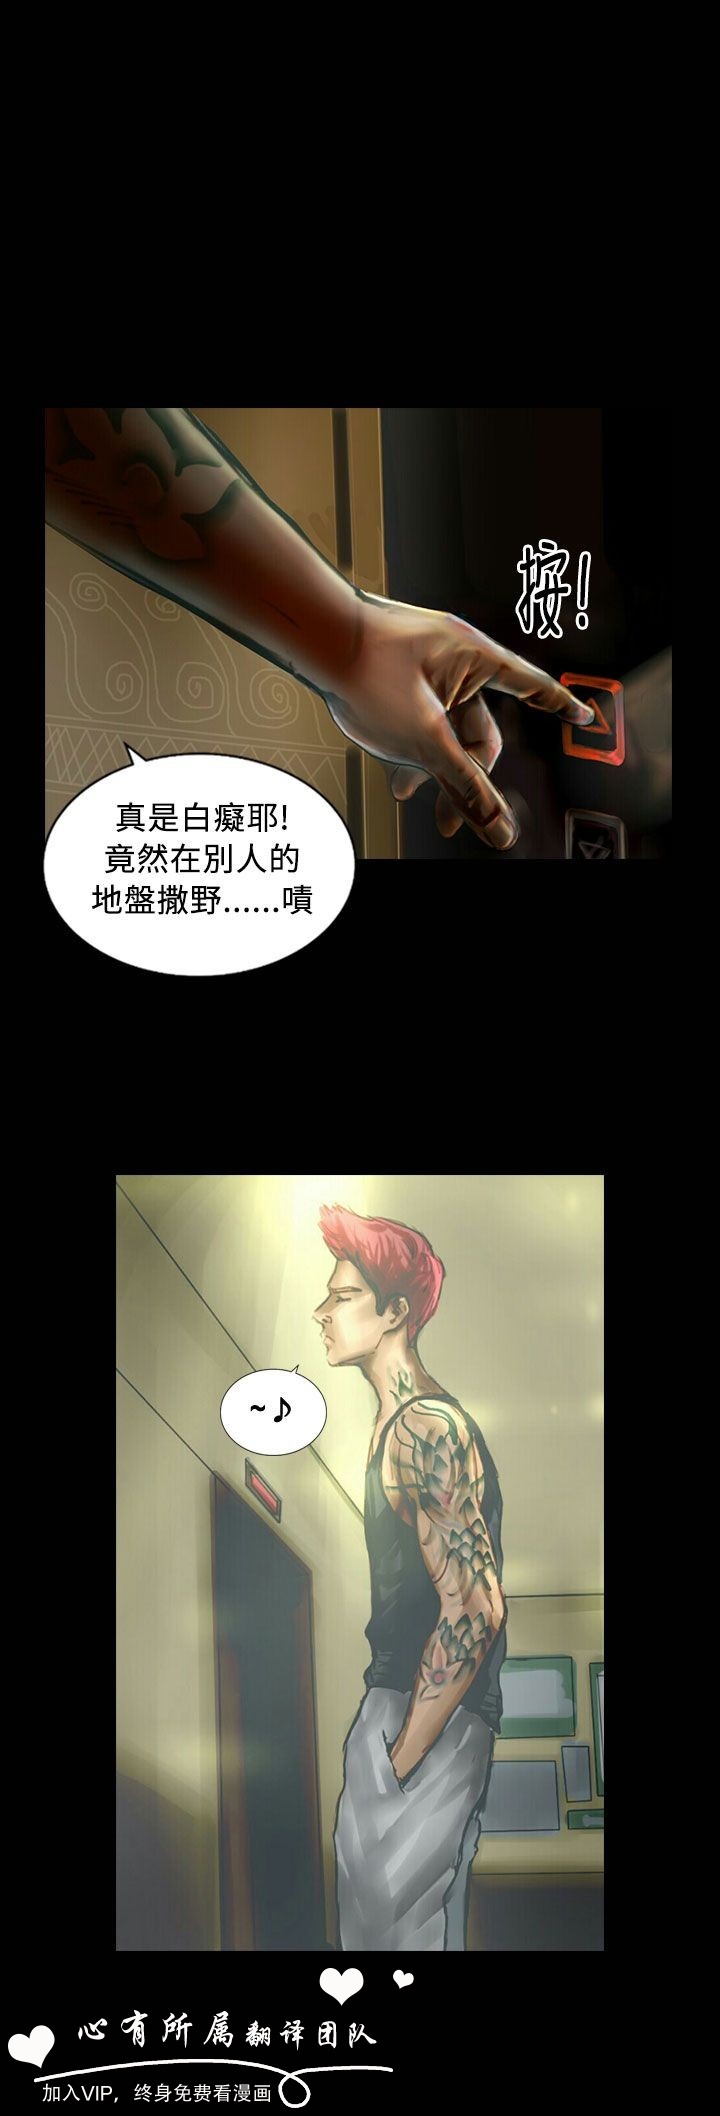 按!
真是白癡耶!
竟然在別人的
地盤撒野……嘖
~♪
心有所属翻译团队
加入VIP，终身免费看漫画